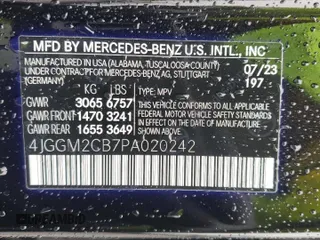 MFD BY MERCEDES-BENZ U.S. INTL., INC
MANUFACTURED IN USA (ALABAMA, TUSCALOOSA COUNTY)
UNDER CONTRACT FOR MERCEDES-BENZ AG, STUTTGART
(GERMANY)
07/23
197
TYPE: MPV
KG LBS
GVWR 3065 6757
GAWR FRONT 1470 3241
GAWR REAR 1655 3649
THIS VEHICLE CONFORMS TO ALL APPLICABLE FEDERAL MOTOR VEHICLE SAFETY STANDARDS IN EFFECT ON THE DATE OF MANUFACTURE SHOWN ABOVE
4JGGM2CB7PA020242